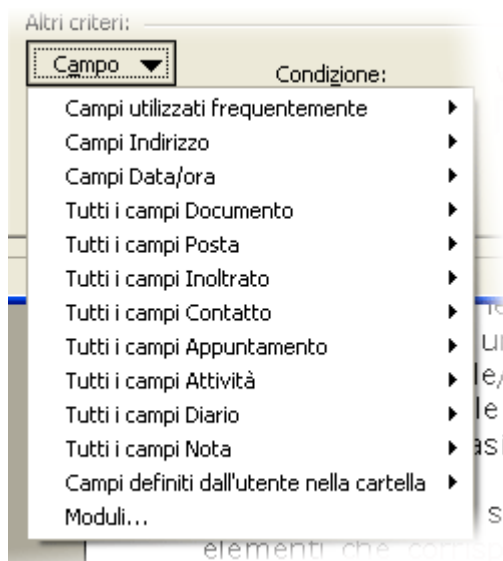 Altri criteri:
Campo
Condizione:
Campi utilizzati frequentemente
Campi Indirizzo
Campi Data/ora
Tutti i campi Documento
Tutti i campi Posta
Tutti i campi Inoltrato
Tutti i campi Contatto
Tutti i campi Appuntamento
Tutti i campi Attività
Tutti i campi Diario
Tutti i campi Nota
Campi definiti dall'utente nella cartella
Moduli...
elementi che